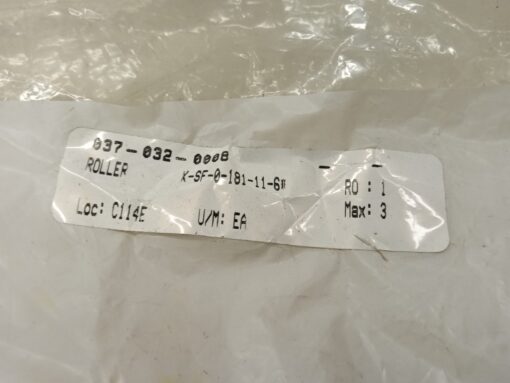 037-032-0008 - -
ROLLER K-SF-0-181-11-6* RO: 1
Loc: C114E U/M: EA Max: 3